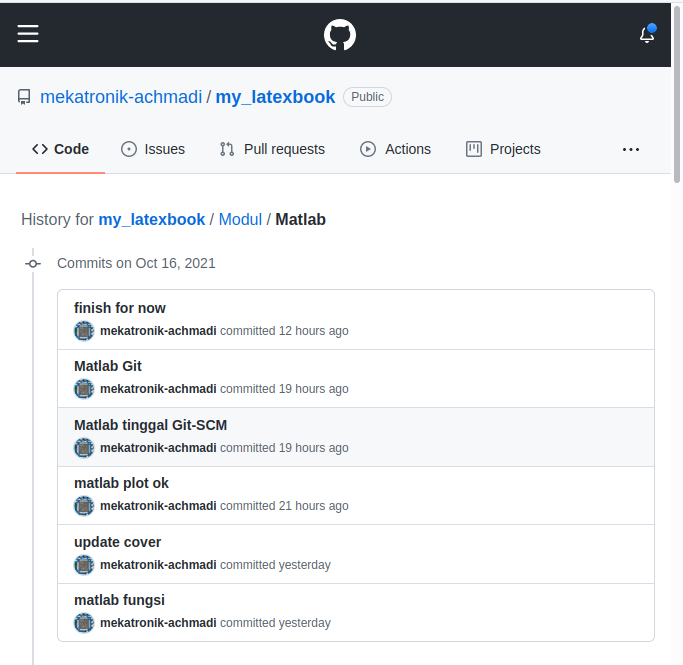 mekatronik-achmadi / my_latexbook Public
Code Issues Pull requests Actions Projects ...
History for my_latexbook / Modul / Matlab
Commits on Oct 16, 2021
finish for now
mekatronik-achmadi committed 12 hours ago
Matlab Git
mekatronik-achmadi committed 19 hours ago
Matlab tinggal Git-SCM
mekatronik-achmadi committed 19 hours ago
matlab plot ok
mekatronik-achmadi committed 21 hours ago
update cover
mekatronik-achmadi committed yesterday
matlab fungsi
mekatronik-achmadi committed yesterday